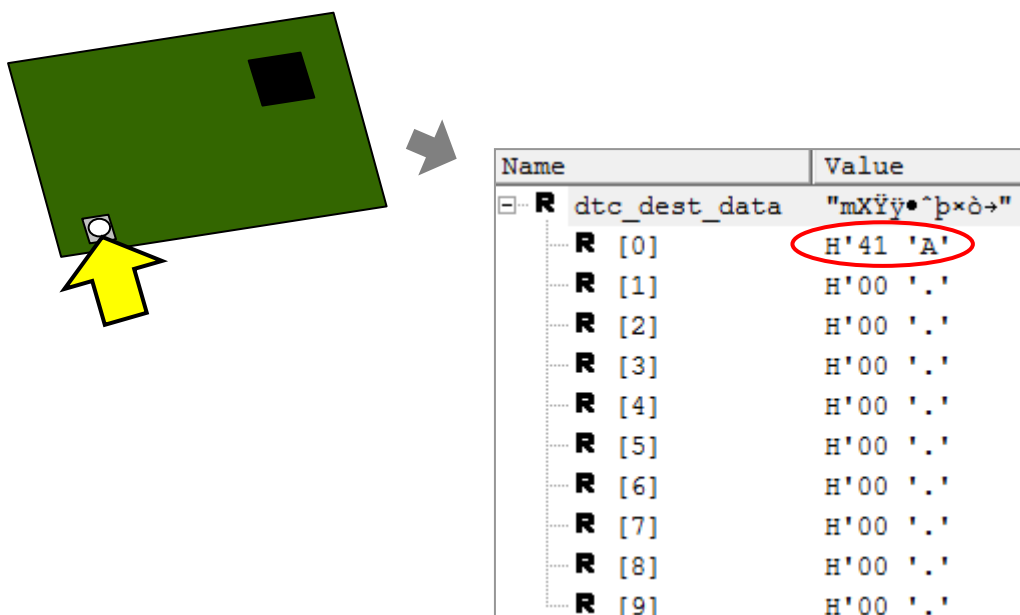 Name Value
R dtc_dest_data "mXŸÿ•ˆþ×ò→"
R [0] H'41 'A'
R [1] H'00 '.'
R [2] H'00 '.'
R [3] H'00 '.'
R [4] H'00 '.'
R [5] H'00 '.'
R [6] H'00 '.'
R [7] H'00 '.'
R [8] H'00 '.'
R [9] H'00 '.'